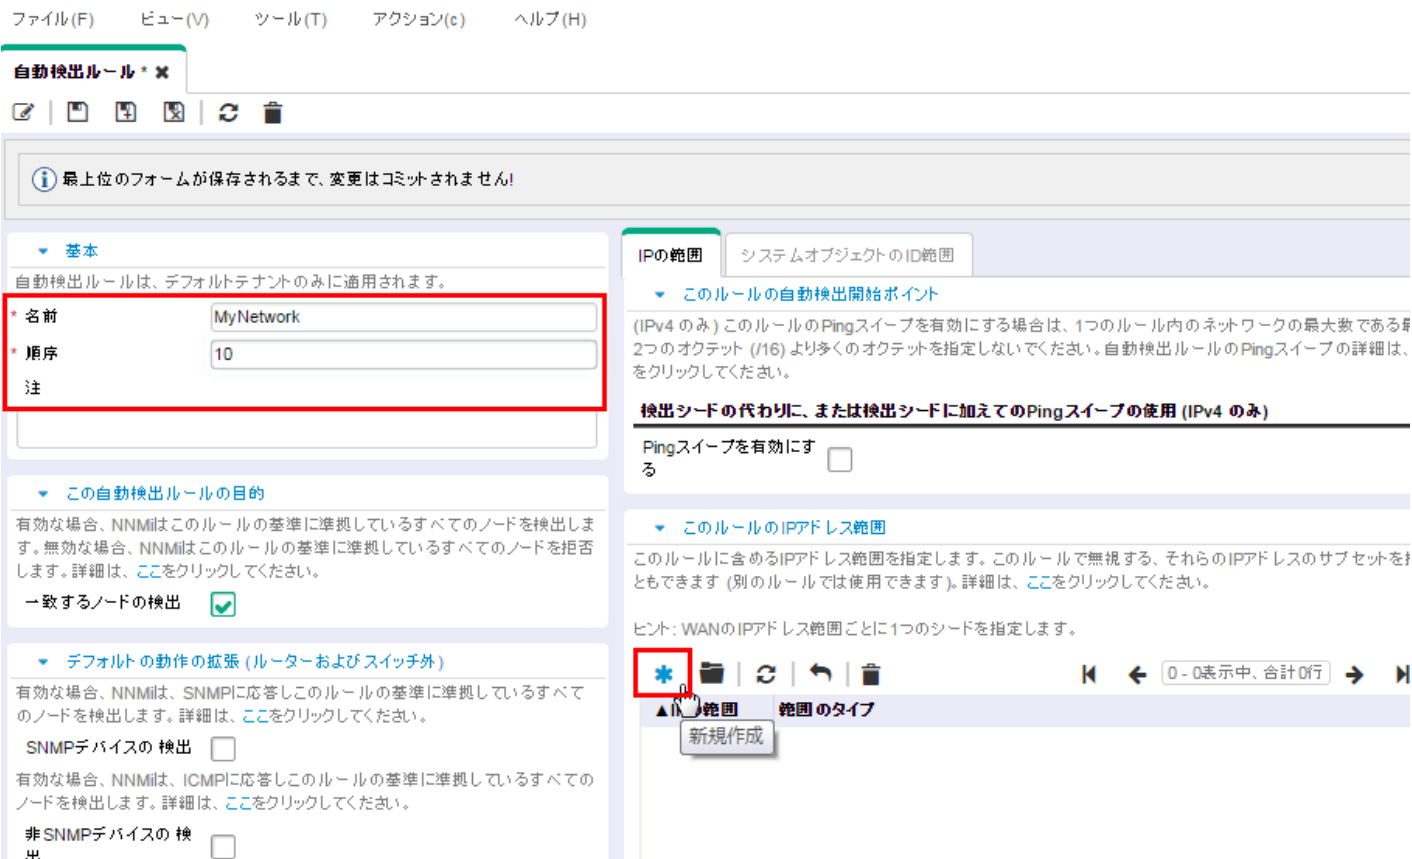 ファイル(F) ビュー(V) ツール(T) アクション(c) ヘルプ(H)
自動検出ルール *
最上位のフォームが保存されるまで、変更はコミットされません!
基本
自動検出ルールは、デフォルトテナントのみに適用されます。
* 名前 MyNetwork
* 順序 10
注
この自動検出ルールの目的
有効な場合、NNMiはこのルールの基準に準拠しているすべてのノードを検出しま
す。無効な場合、NNMiはこのルールの基準に準拠しているすべてのノードを拒否
します。詳細は、ここをクリックしてください。
一致するノードの検出
デフォルトの動作の拡張 (ルーターおよびスイッチ外)
有効な場合、NNMiは、SNMPに応答しこのルールの基準に準拠しているすべて
のノードを検出します。詳細は、ここをクリックしてください。
SNMPデバイスの 検出
有効な場合、NNMiは、ICMPに応答しこのルールの基準に準拠しているすべての
ノードを検出します。詳細は、ここをクリックしてください。
非SNMPデバイスの 検
出
IPの範囲 システムオブジェクトのID範囲
このルールの自動検出開始ポイント
(IPv4 のみ) このルールのPingスイープを有効にする場合は、1つのルール内のネットワークの最大数である
2つのオクテット (/16) より多くのオクテットを指定しないでください。自動検出ルールのPingスイープの詳細は、
をクリックしてください。
検出シードの代わりに、または検出シードに加えてのPingスイープの使用 (IPv4 のみ)
Pingスイープを有効にす
る
このルールのIPアドレス範囲
このルールに含めるIPアドレス範囲を指定します。このルールで無視する、それらのIPアドレスのサブセットを
ともできます (別のルールでは使用できます)。詳細は、ここをクリックしてください。
ヒント: WANのIPアドレス範囲ごとに1つのシードを指定します。
0 - 0表示中、合計0行
▲ 範囲 範囲のタイプ
新規作成